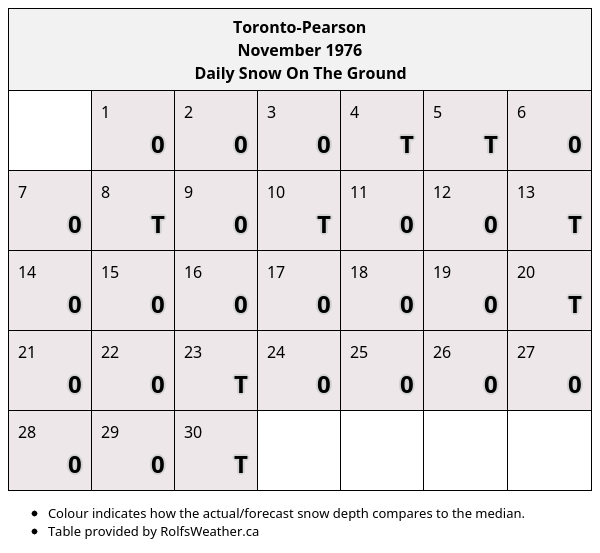 Toronto-Pearson
November 1976
Daily Snow On The Ground
1 2 3 4 5 6
0 0 0 T T 0
7 8 9 10 11 12 13
0 T 0 T 0 0 T
14 15 16 17 18 19 20
0 0 0 0 0 0 T
21 22 23 24 25 26 27
0 0 T 0 0 0 0
28 29 30
0 0 T
• Colour indicates how the actual/forecast snow depth compares to the median.
• Table provided by RolfsWeather.ca